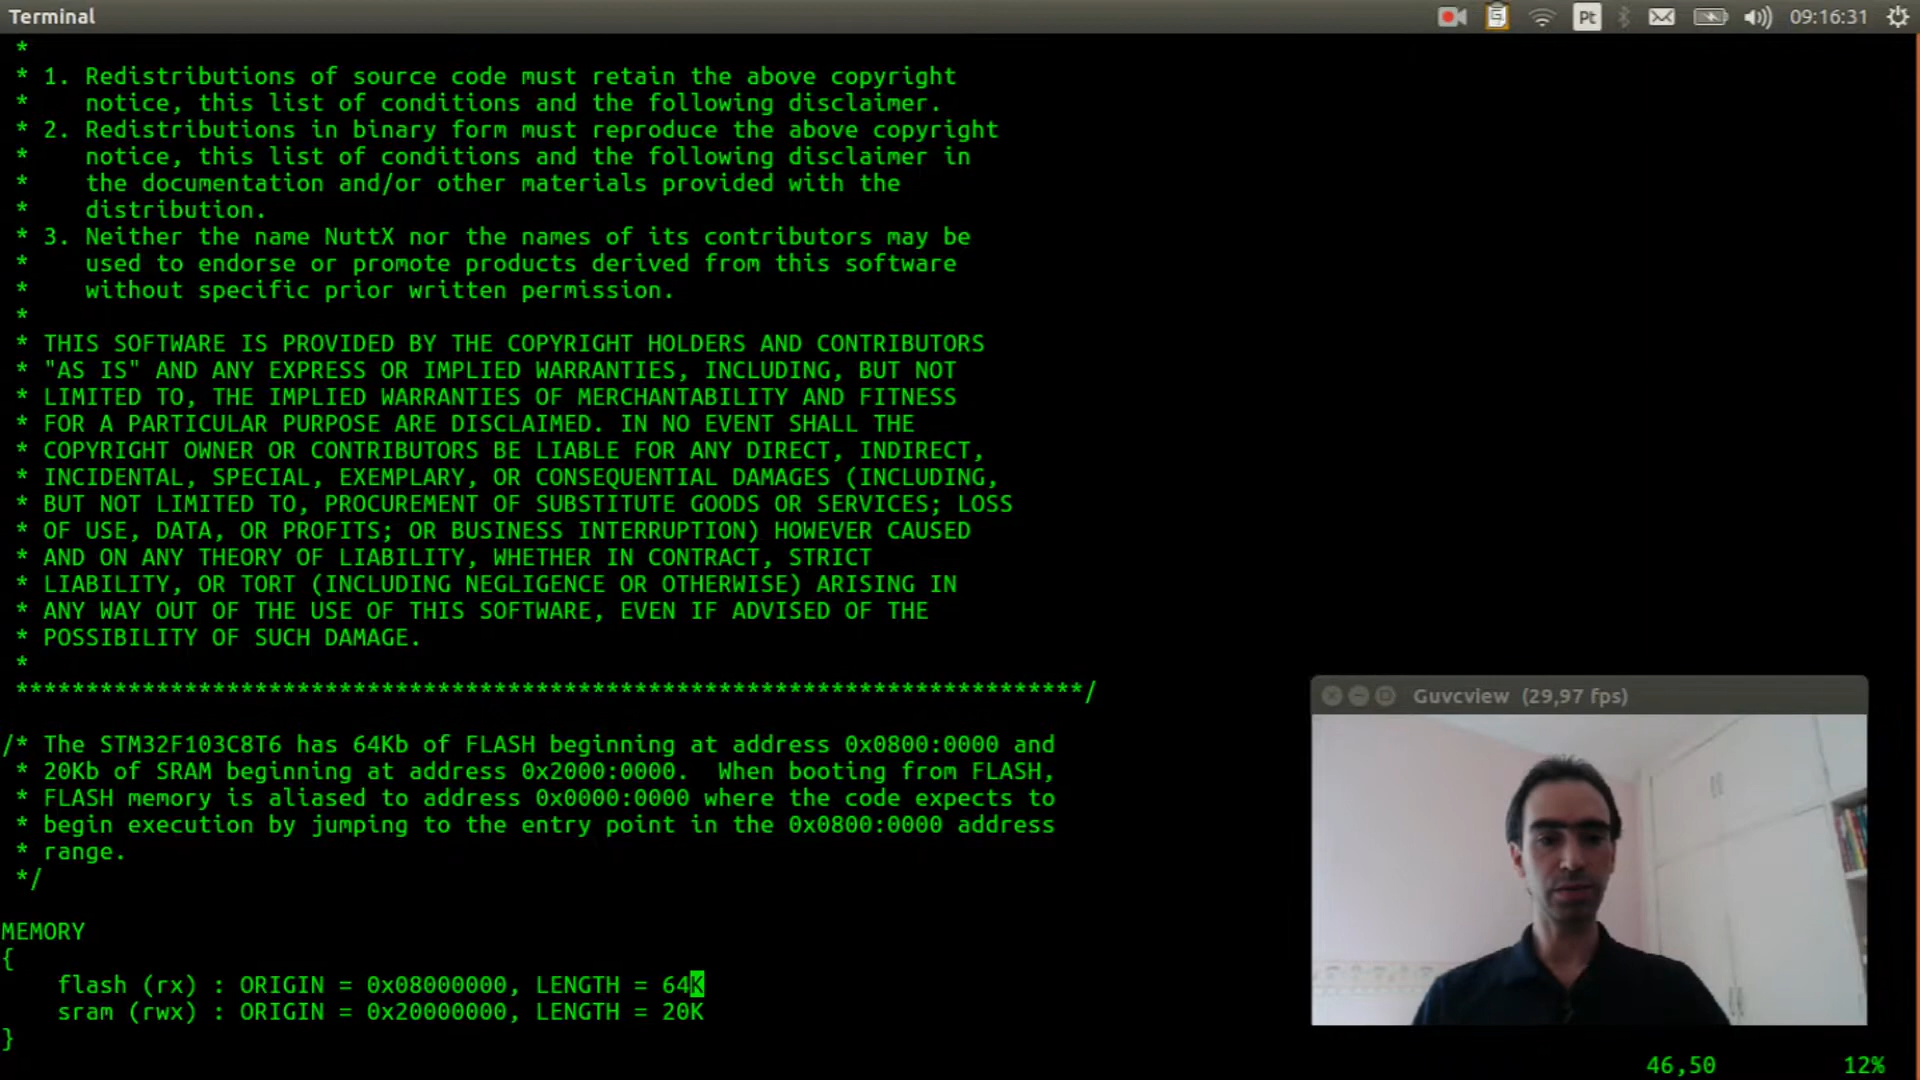 Terminal
Pt
09:16:31
*
* 1. Redistributions of source code must retain the above copyright
*    notice, this list of conditions and the following disclaimer.
* 2. Redistributions in binary form must reproduce the above copyright
*    notice, this list of conditions and the following disclaimer in
*    the documentation and/or other materials provided with the
*    distribution.
* 3. Neither the name NuttX nor the names of its contributors may be
*    used to endorse or promote products derived from this software
*    without specific prior written permission.
*
* THIS SOFTWARE IS PROVIDED BY THE COPYRIGHT HOLDERS AND CONTRIBUTORS
* "AS IS" AND ANY EXPRESS OR IMPLIED WARRANTIES, INCLUDING, BUT NOT
* LIMITED TO, THE IMPLIED WARRANTIES OF MERCHANTABILITY AND FITNESS
* FOR A PARTICULAR PURPOSE ARE DISCLAIMED. IN NO EVENT SHALL THE
* COPYRIGHT OWNER OR CONTRIBUTORS BE LIABLE FOR ANY DIRECT, INDIRECT,
* INCIDENTAL, SPECIAL, EXEMPLARY, OR CONSEQUENTIAL DAMAGES (INCLUDING,
* BUT NOT LIMITED TO, PROCUREMENT OF SUBSTITUTE GOODS OR SERVICES; LOSS
* OF USE, DATA, OR PROFITS; OR BUSINESS INTERRUPTION) HOWEVER CAUSED
* AND ON ANY THEORY OF LIABILITY, WHETHER IN CONTRACT, STRICT
* LIABILITY, OR TORT (INCLUDING NEGLIGENCE OR OTHERWISE) ARISING IN
* ANY WAY OUT OF THE USE OF THIS SOFTWARE, EVEN IF ADVISED OF THE
* POSSIBILITY OF SUCH DAMAGE.
*
****************************************************************************/
Guvcview (29,97 fps)
/* The STM32F103C8T6 has 64Kb of FLASH beginning at address 0x0800:0000 and
* 20Kb of SRAM beginning at address 0x2000:0000.  When booting from FLASH,
* FLASH memory is aliased to address 0x0000:0000 where the code expects to
* begin execution by jumping to the entry point in the 0x0800:0000 address
* range.
*/
MEMORY
{
    flash (rx) : ORIGIN = 0x08000000, LENGTH = 64K
    sram (rwx) : ORIGIN = 0x20000000, LENGTH = 20K
}
46,50 12%